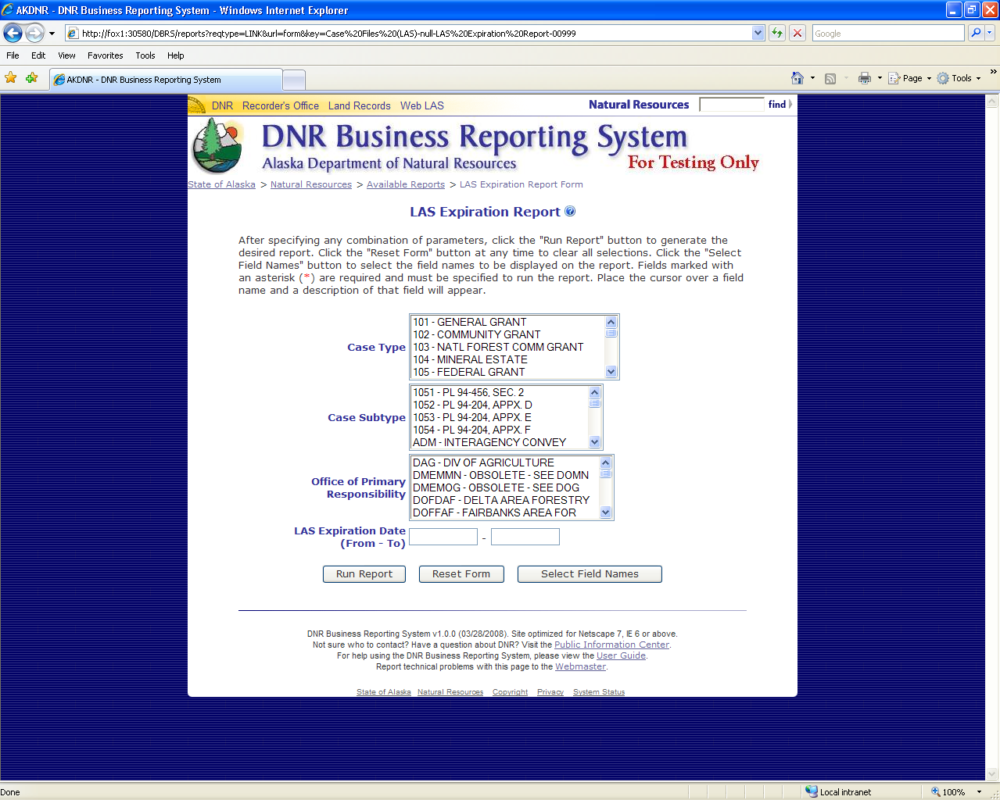 AKDNR - DNR Business Reporting System - Windows Internet Explorer
http://fox1:30580/DBRS/reports?reqtype=LINK&url=form&key=Case%20Files%20(LAS)-null-LAS%20Expiration%20Report-00999
Google
File Edit View Favorites Tools Help
AKDNR - DNR Business Reporting System
Page Tools
DNR Recorder's Office Land Records Web LAS
Natural Resources find
DNR Business Reporting System
Alaska Department of Natural Resources
For Testing Only
State of Alaska > Natural Resources > Available Reports > LAS Expiration Report Form
LAS Expiration Report
After specifying any combination of parameters, click the "Run Report" button to generate the
desired report. Click the "Reset Form" button at any time to clear all selections. Click the "Select
Field Names" button to select the field names to be displayed on the report. Fields marked with
an asterisk (*) are required and must be specified to run the report. Place the cursor over a field
name and a description of that field will appear.
Case Type
101 - GENERAL GRANT
102 - COMMUNITY GRANT
103 - NATL FOREST COMM GRANT
104 - MINERAL ESTATE
105 - FEDERAL GRANT
Case Subtype
1051 - PL 94-456, SEC. 2
1052 - PL 94-204, APPX. D
1053 - PL 94-204, APPX. E
1054 - PL 94-204, APPX. F
ADM - INTERAGENCY CONVEY
Office of Primary
Responsibility
DAG - DIV OF AGRICULTURE
DMEMMN - OBSOLETE - SEE DOMN
DMEMOG - OBSOLETE - SEE DOG
DOFDAF - DELTA AREA FORESTRY
DOFFAF - FAIRBANKS AREA FOR
LAS Expiration Date
(From - To)
-
Run Report Reset Form Select Field Names
DNR Business Reporting System v1.0.0 (03/28/2008). Site optimized for Netscape 7, IE 6 or above.
Not sure who to contact? Have a question about DNR? Visit the Public Information Center.
For help using the DNR Business Reporting System, please view the User Guide.
Report technical problems with this page to the Webmaster.
State of Alaska Natural Resources Copyright Privacy System Status
Done
Local intranet
100%